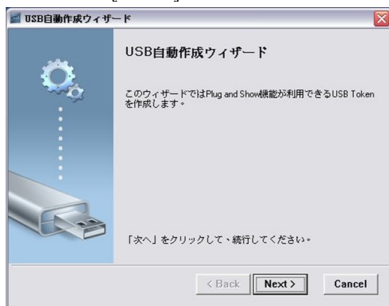 USB自動作成ウィザード
USB自動作成ウィザード
このウィザードではPlug and Show機能が利用できるUSB Token
を作成します。
「次へ」をクリックして、続行してください。
< Back
Next >
Cancel